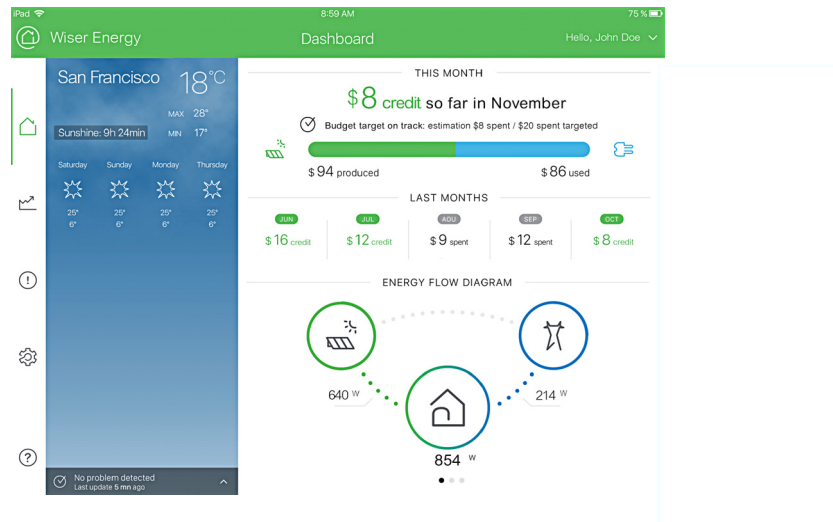 iPad 8:59 AM 75 %
Wiser Energy Dashboard Hello, John Doe
San Francisco 18°C
MAX 28°
Sunshine: 9h 24min MIN 17°
Saturday Sunday Monday Thursday
25° 25° 25° 25°
6° 6° 6° 6°
No problem detected
Last update 5 mn ago
THIS MONTH
$8 credit so far in November
Budget target on track: estimation $8 spent / $20 spent targeted
$94 produced $86 used
LAST MONTHS
JUN JUL AOU SEP OCT
$16 credit $12 credit $9 spent $12 spent $8 credit
ENERGY FLOW DIAGRAM
640 W 214 W
854 W